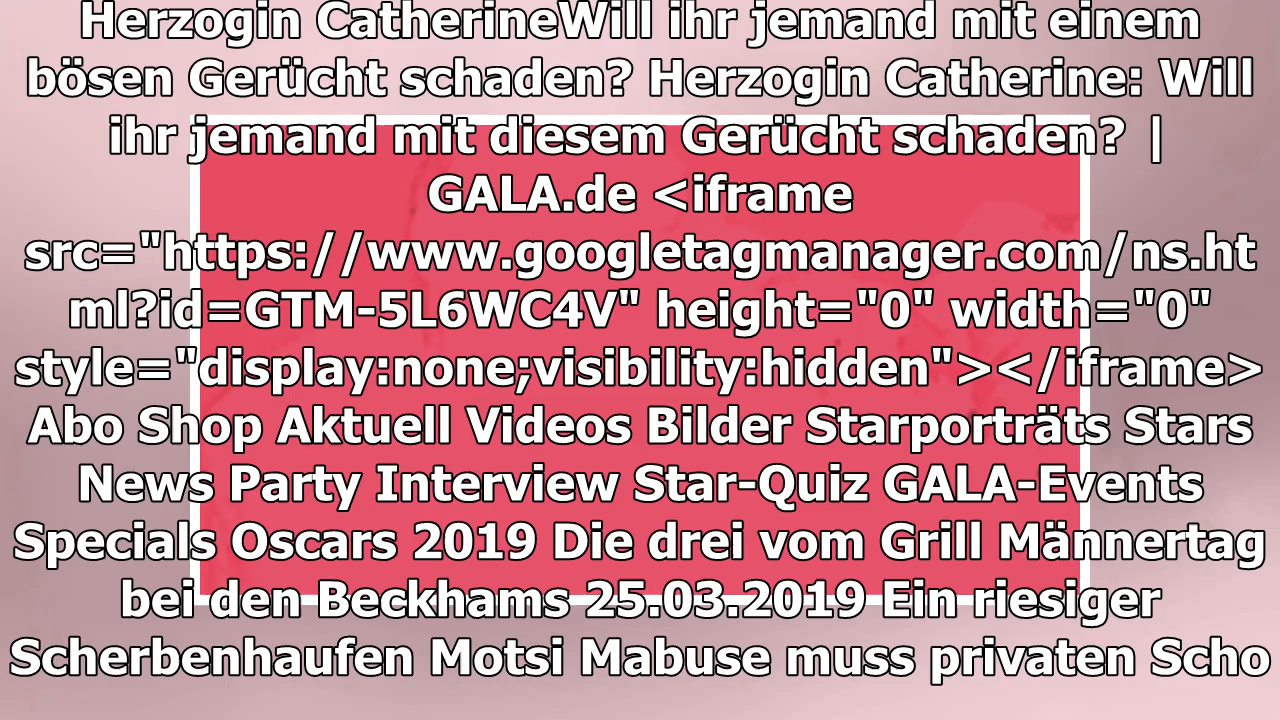 Herzogin CatherineWill ihr jemand mit einem
bösen Gerücht schaden? Herzogin Catherine: Will
ihr jemand mit diesem Gerücht schaden? |
GALA.de <iframe
src="https://www.googletagmanager.com/ns.ht
ml?id=GTM-5L6WC4V" height="0" width="0"
style="display:none;visibility:hidden"></iframe>
Abo Shop Aktuell Videos Bilder Starporträts Stars
News Party Interview Star-Quiz GALA-Events
Specials Oscars 2019 Die drei vom Grill Männertag
bei den Beckhams 25.03.2019 Ein riesiger
Scherbenhaufen Motsi Mabuse muss privaten Scho